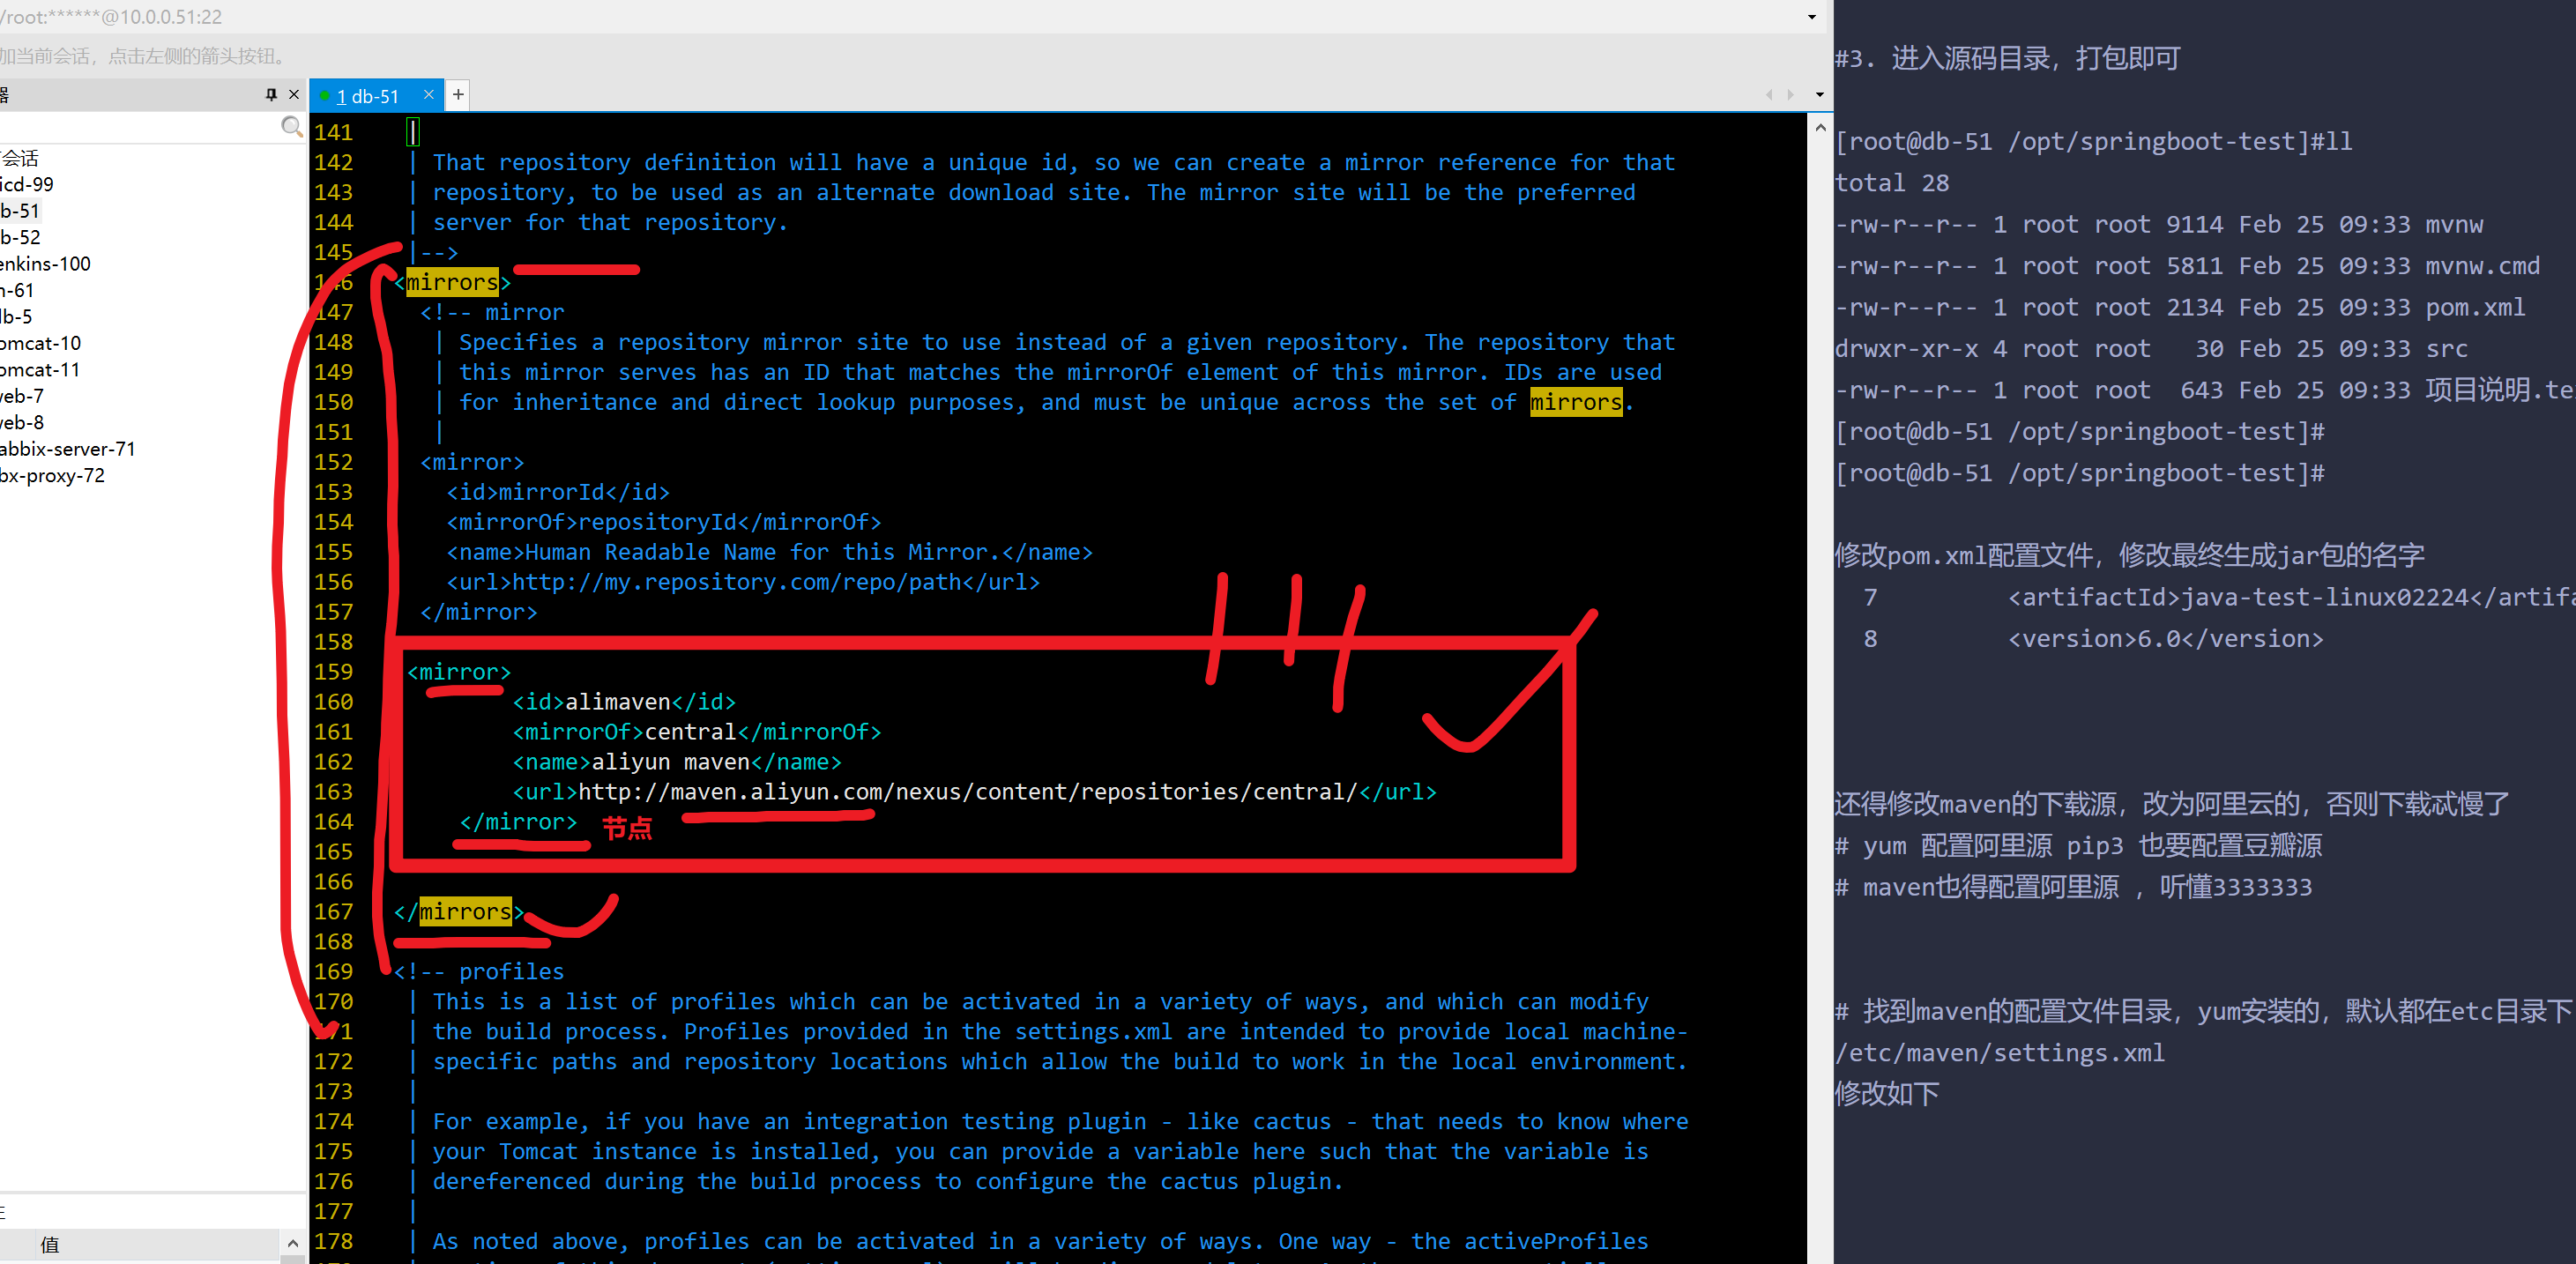 /root:******@10.0.0.51:22
加当前会话，点击左侧的箭头按钮。
器
1 db-51
会话
icd-99
b-51
b-52
enkins-100
n-61
db-5
omcat-10
omcat-11
veb-7
veb-8
abbix-server-71
bx-proxy-72
值
141 |
142 | That repository definition will have a unique id, so we can create a mirror reference for that
143 | repository, to be used as an alternate download site. The mirror site will be the preferred
144 | server for that repository.
145 |-->
146 <mirrors>
147 <!-- mirror
148 | Specifies a repository mirror site to use instead of a given repository. The repository that
149 | this mirror serves has an ID that matches the mirrorOf element of this mirror. IDs are used
150 | for inheritance and direct lookup purposes, and must be unique across the set of mirrors.
151 |
152 <mirror>
153 <id>mirrorId</id>
154 <mirrorOf>repositoryId</mirrorOf>
155 <name>Human Readable Name for this Mirror.</name>
156 <url>http://my.repository.com/repo/path</url>
157 </mirror>
158
159 <mirror>
160 <id>alimaven</id>
161 <mirrorOf>central</mirrorOf>
162 <name>aliyun maven</name>
163 <url>http://maven.aliyun.com/nexus/content/repositories/central/</url>
164 </mirror> 节点
165
166
167 </mirrors>
168
169 <!-- profiles
170 | This is a list of profiles which can be activated in a variety of ways, and which can modify
171 | the build process. Profiles provided in the settings.xml are intended to provide local machine-
172 | specific paths and repository locations which allow the build to work in the local environment.
173 |
174 | For example, if you have an integration testing plugin - like cactus - that needs to know where
175 | your Tomcat instance is installed, you can provide a variable here such that the variable is
176 | dereferenced during the build process to configure the cactus plugin.
177 |
178 | As noted above, profiles can be activated in a variety of ways. One way - the activeProfiles
#3. 进入源码目录，打包即可
[root@db-51 /opt/springboot-test]#ll
total 28
-rw-r--r-- 1 root root 9114 Feb 25 09:33 mvnw
-rw-r--r-- 1 root root 5811 Feb 25 09:33 mvnw.cmd
-rw-r--r-- 1 root root 2134 Feb 25 09:33 pom.xml
drwxr-xr-x 4 root root 30 Feb 25 09:33 src
-rw-r--r-- 1 root root 643 Feb 25 09:33 项目说明.te
[root@db-51 /opt/springboot-test]#
[root@db-51 /opt/springboot-test]#
修改pom.xml配置文件，修改最终生成jar包的名字
7 <artifactId>java-test-linux02224</artifa
8 <version>6.0</version>
还得修改maven的下载源，改为阿里云的，否则下载忒慢了
# yum 配置阿里源 pip3 也要配置豆瓣源
# maven也得配置阿里源 ，听懂3333333
# 找到maven的配置文件目录，yum安装的，默认都在etc目录下
/etc/maven/settings.xml
修改如下